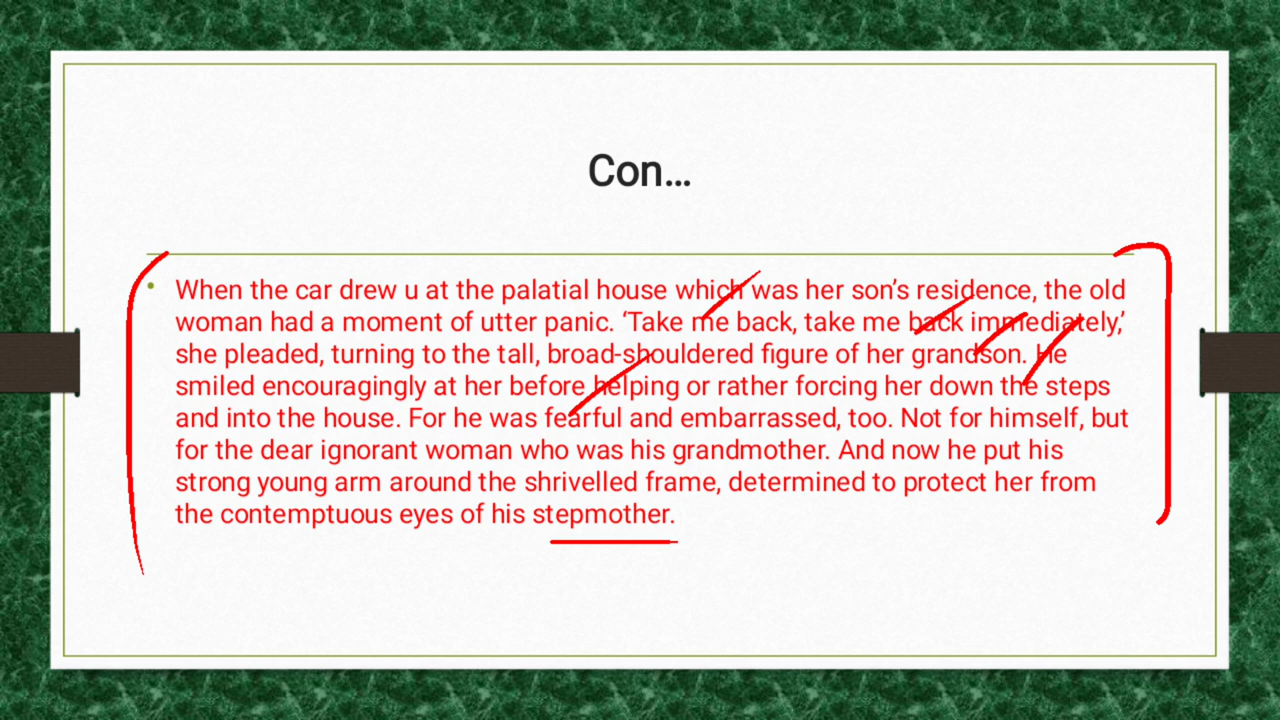 Con...
• When the car drew u at the palatial house which was her son's residence, the old
woman had a moment of utter panic. 'Take me back, take me back immediately,'
she pleaded, turning to the tall, broad-shouldered figure of her grandson. He
smiled encouragingly at her before helping or rather forcing her down the steps
and into the house. For he was fearful and embarrassed, too. Not for himself, but
for the dear ignorant woman who was his grandmother. And now he put his
strong young arm around the shrivelled frame, determined to protect her from
the contemptuous eyes of his stepmother.